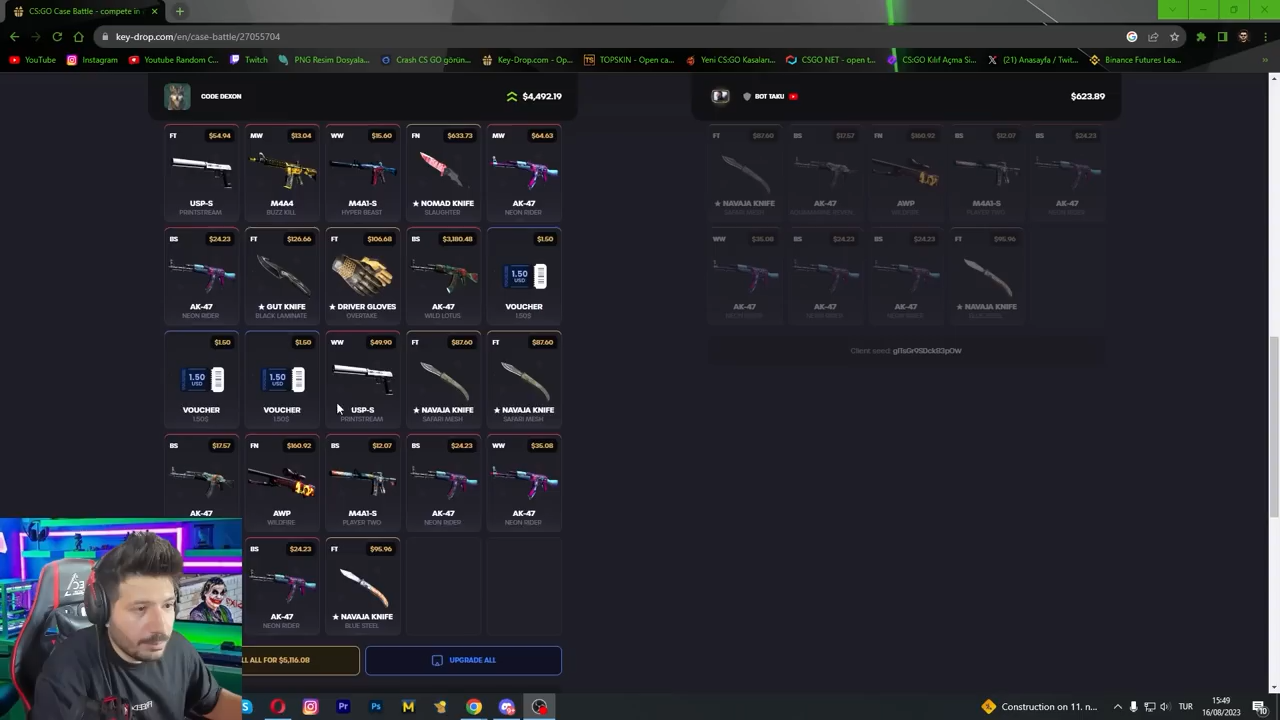 CS:GO Case Battle - compete in
key-drop.com/en/case-battle/27055704
YouTube Instagram Youtube Random C... Twitch PNG Resim Dosyala... Crash CS GO görün... Key-Drop.com - Op... TOPSKIN - Open ca... Yeni CS:GO Kasaları... CSGO NET - open t... CS:GO Kılıf Açma Si... (21) Anasayfa / Twit... Binance Futures Lea...
CODE DEXON $4,492.19
BOT TAKU $623.89
FT $54.94 MW $13.04 WW $15.60 FN $633.73 MW $64.63
USP-S M4A4 M4A1-S ★ NOMAD KNIFE AK-47
PRINTSTREAM BUZZ KILL HYPER BEAST SLAUGHTER NEON RIDER
BS $24.23 FT $126.66 FT $106.68 BS $3,180.48 $1.50
1.50
USD
AK-47 ★ GUT KNIFE ★ DRIVER GLOVES AK-47 VOUCHER
NEON RIDER BLACK LAMINATE OVERTAKE WILD LOTUS 1.50$
$1.50 $1.50 WW $49.90 FT $87.60 FT $87.60
1.50 1.50
USD USD
VOUCHER VOUCHER USP-S ★ NAVAJA KNIFE ★ NAVAJA KNIFE
1.50$ 1.50$ PRINTSTREAM SAFARI MESH SAFARI MESH
BS $17.57 FN $160.92 BS $12.07 BS $24.23 WW $35.08
AK-47 AWP M4A1-S AK-47 AK-47
WILDFIRE PLAYER TWO NEON RIDER NEON RIDER
BS $24.23 FT $95.96
AK-47 ★ NAVAJA KNIFE
NEON RIDER BLUE STEEL
ALL FOR $5,116.08 UPGRADE ALL
FT $87.60 BS $17.57 FN $160.92 BS $12.07 BS $24.23
★ NAVAJA KNIFE AK-47 AWP M4A1-S AK-47
SAFARI MESH WILDFIRE PLAYER TWO NEON RIDER
WW $35.08 BS $24.23 BS $24.23 FT $95.96
AK-47 AK-47 AK-47 ★ NAVAJA KNIFE
NEON RIDER NEON RIDER NEON RIDER BLUE STEEL
Construction on 11. n...
TUR
15:49
16/08/2023